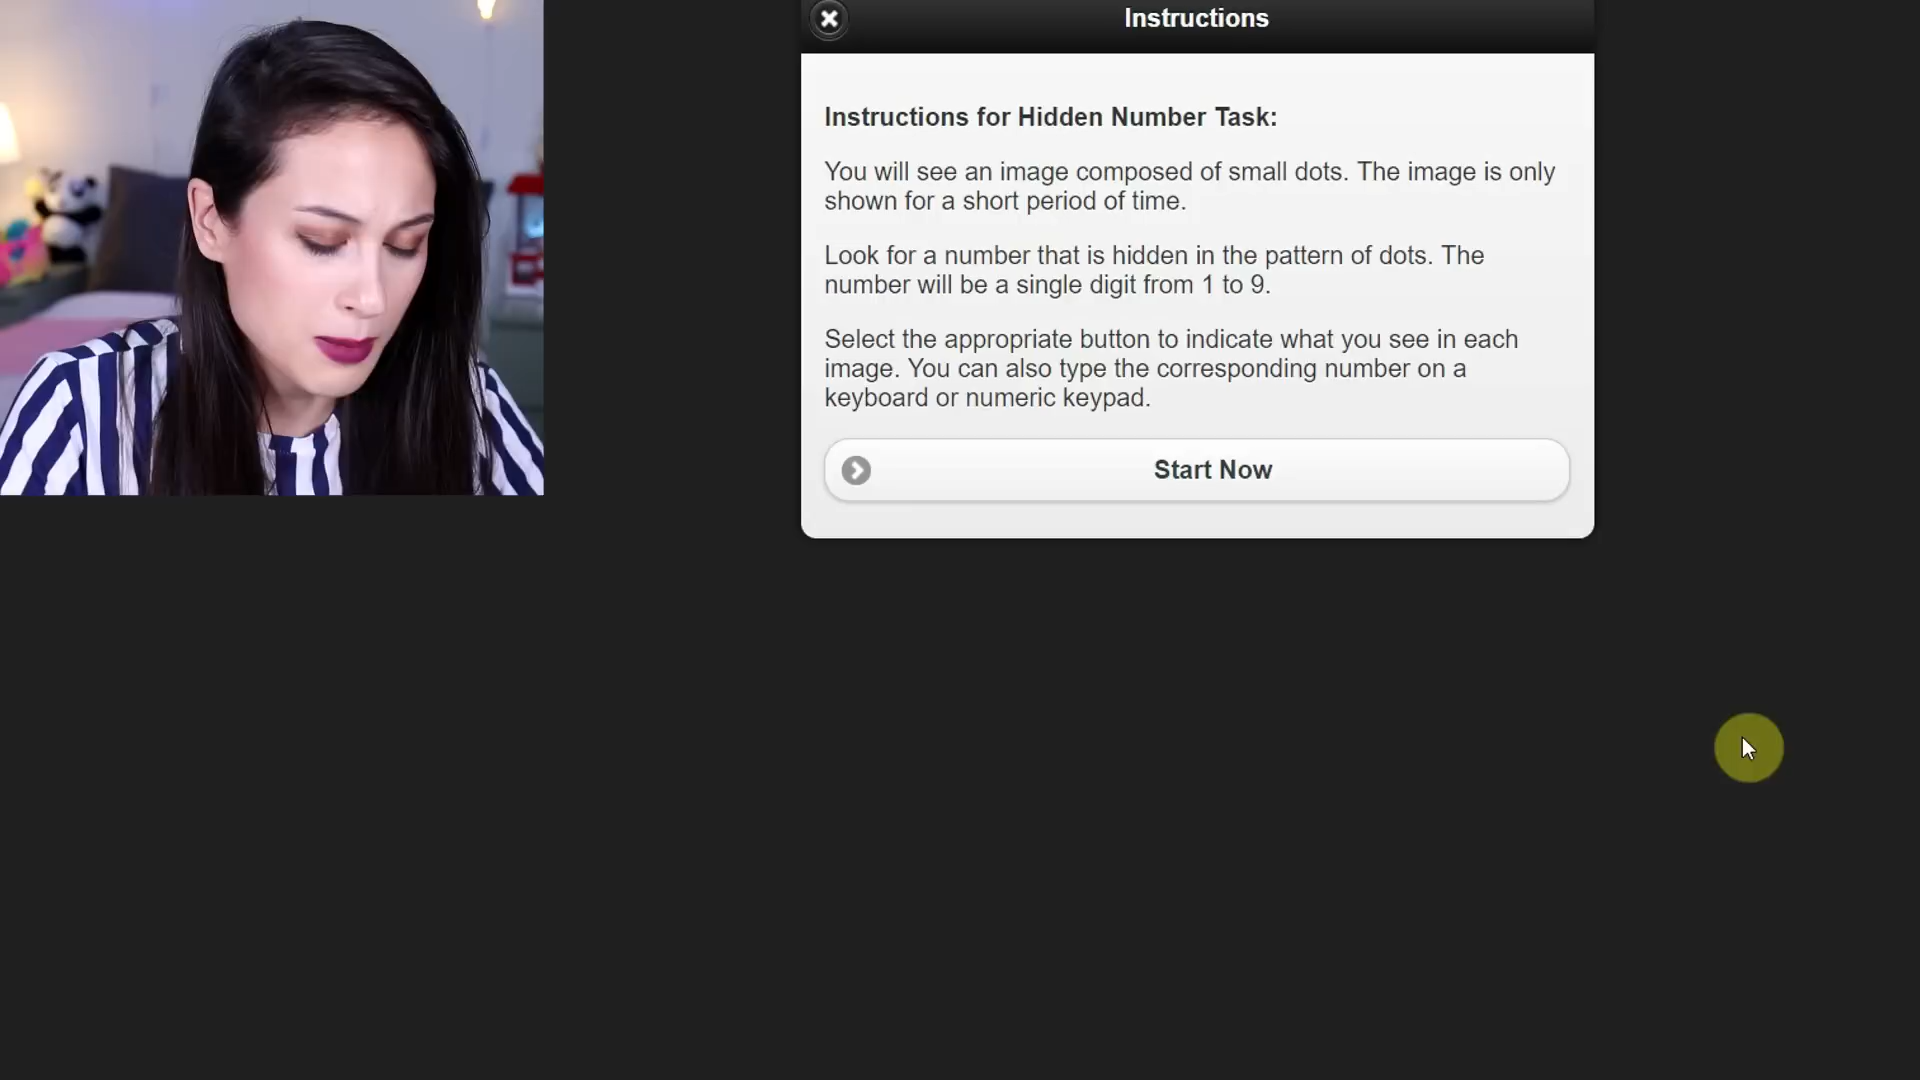 Instructions
Instructions for Hidden Number Task:
You will see an image composed of small dots. The image is only
shown for a short period of time.
Look for a number that is hidden in the pattern of dots. The
number will be a single digit from 1 to 9.
Select the appropriate button to indicate what you see in each
image. You can also type the corresponding number on a
keyboard or numeric keypad.
Start Now